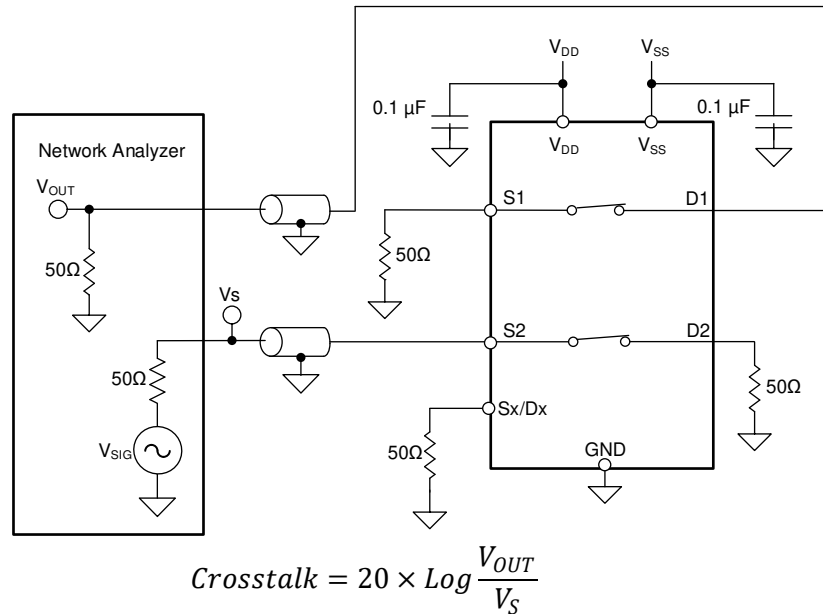 V_DD V_SS
0.1 µF 0.1 µF
V_DD V_SS
Network Analyzer
V_OUT
S1 D1
50Ω 50Ω
Vs
S2 D2
50Ω 50Ω
Sx/Dx
V_SIG 50Ω GND
Crosstalk = 20 × Log V_OUT / V_S